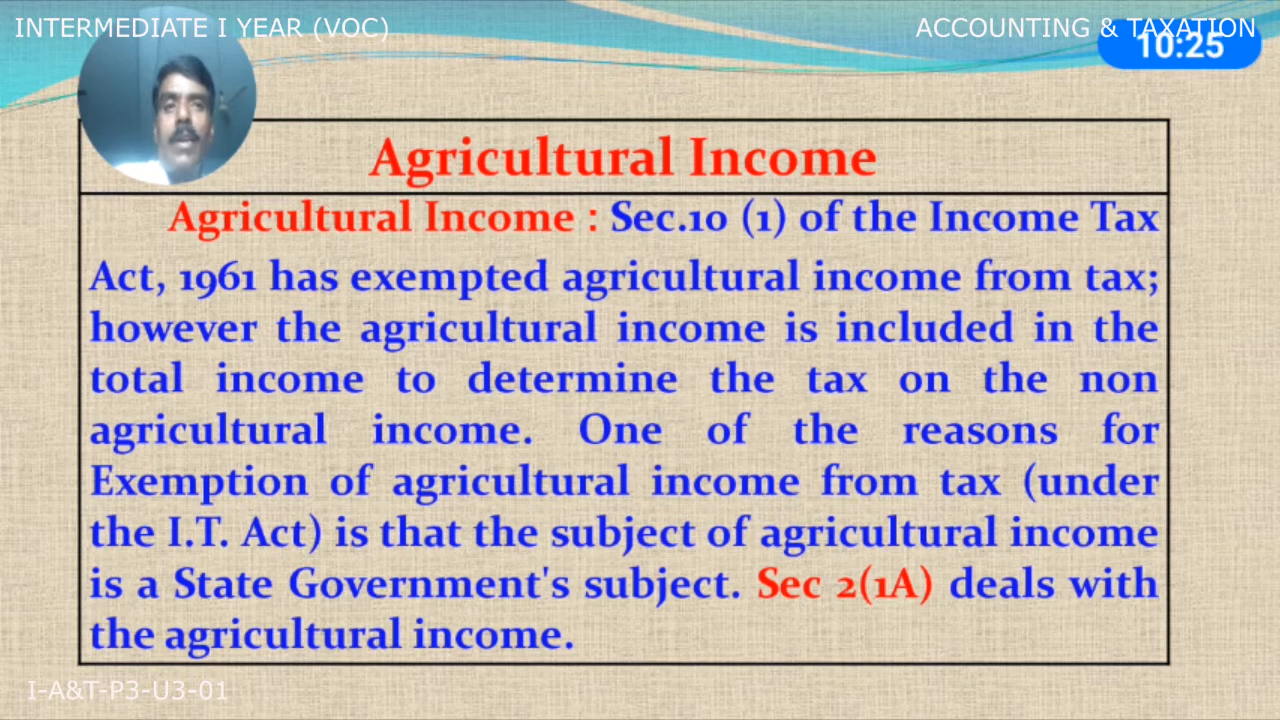 INTERMEDIATE I YEAR (VOC)
ACCOUNTING & TAXATION
10:25
Agricultural Income
Agricultural Income : Sec.10 (1) of the Income Tax
Act, 1961 has exempted agricultural income from tax;
however the agricultural income is included in the
total income to determine the tax on the non
agricultural income. One of the reasons for
Exemption of agricultural income from tax (under
the I.T. Act) is that the subject of agricultural income
is a State Government's subject. Sec 2(1A) deals with
the agricultural income.
I-A&T-P3-U3-01